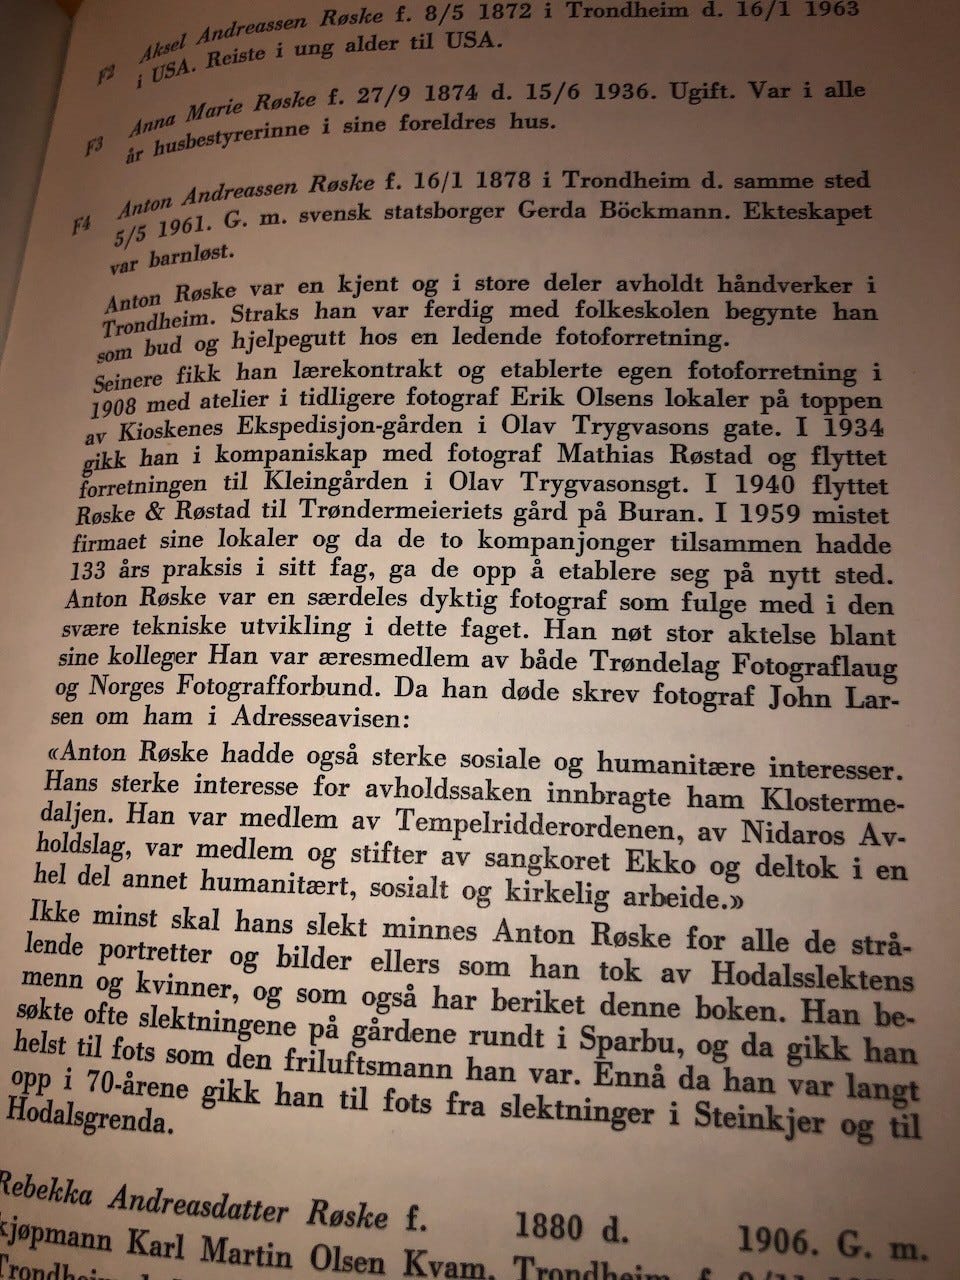 F2 Aksel Andreassen Røske f. 8/5 1872 i Trondheim d. 16/1 1963
i USA. Reiste i ung alder til USA.
F3 Anna Marie Røske f. 27/9 1874 d. 15/6 1936. Ugift. Var i alle
år husbestyrerinne i sine foreldres hus.
F4 Anton Andreassen Røske f. 16/1 1878 i Trondheim d. samme sted
5/5 1961. G. m. svensk statsborger Gerda Böckmann. Ekteskapet
var barnløst.
Anton Røske var en kjent og i store deler avholdt håndverker i
Trondheim. Straks han var ferdig med folkeskolen begynte han
som bud og hjelpegutt hos en ledende fotoforretning.
Seinere fikk han lærekontrakt og etablerte egen fotoforretning i
1908 med atelier i tidligere fotograf Erik Olsens lokaler på toppen
av Kioskenes Ekspedisjon-gården i Olav Trygvasons gate. I 1934
gikk han i kompaniskap med fotograf Mathias Røstad og flyttet
forretningen til Kleingården i Olav Trygvasonsgt. I 1940 flyttet
Røske & Røstad til Trøndermeieriets gård på Buran. I 1959 mistet
firmaet sine lokaler og da de to kompanjonger tilsammen hadde
133 års praksis i sitt fag, ga de opp å etablere seg på nytt sted.
Anton Røske var en særdeles dyktig fotograf som fulge med i den
svære tekniske utvikling i dette faget. Han nøt stor aktelse blant
sine kolleger Han var æresmedlem av både Trøndelag Fotograflaug
og Norges Fotografforbund. Da han døde skrev fotograf John Lar-
sen om ham i Adresseavisen:
«Anton Røske hadde også sterke sosiale og humanitære interesser.
Hans sterke interesse for avholdssaken innbragte ham Klosterme-
daljen. Han var medlem av Tempelridderordenen, av Nidaros Av-
holdslag, var medlem og stifter av sangkoret Ekko og deltok i en
hel del annet humanitært, sosialt og kirkelig arbeide.»
Ikke minst skal hans slekt minnes Anton Røske for alle de strå-
lende portretter og bilder ellers som han tok av Hodalsslektens
menn og kvinner, og som også har beriket denne boken. Han be-
søkte ofte slektningene på gårdene rundt i Sparbu, og da gikk han
helst til fots som den friluftsmann han var. Ennå da han var langt
opp i 70-årene gikk han til fots fra slektninger i Steinkjer og til
Hodalsgrenda.
Rebekka Andreasdatter Røske f. 1880 d. 1906. G. m.
kjøpmann Karl Martin Olsen Kvam, Trondheim f.